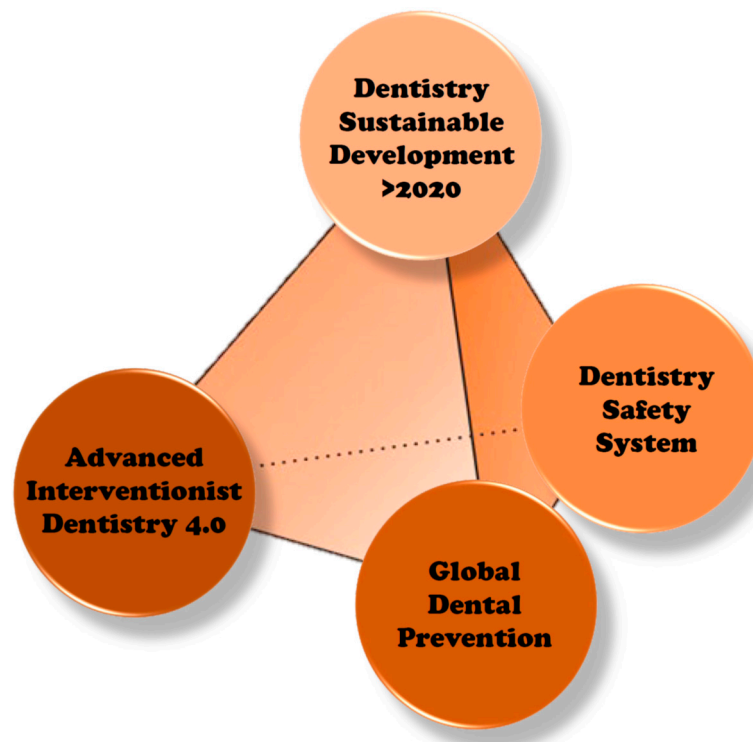 Dentistry
Sustainable
Development
>2020
Dentistry
Safety
System
Advanced
Interventionist
Dentistry 4.0
Global
Dental
Prevention